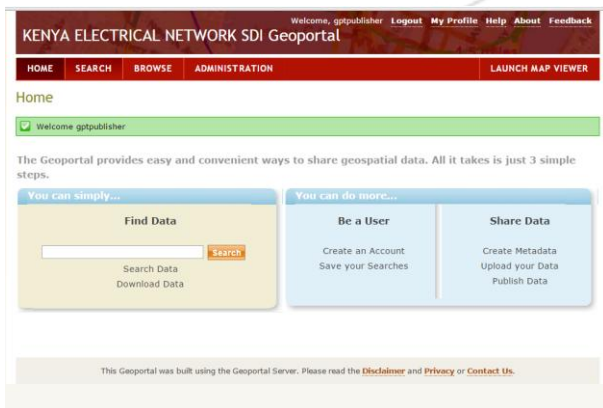 Welcome, gptpublisher Logout My Profile Help About Feedback
KENYA ELECTRICAL NETWORK SDI Geoportal
HOME SEARCH BROWSE ADMINISTRATION LAUNCH MAP VIEWER
Home
Welcome gptpublisher
The Geoportal provides easy and convenient ways to share geospatial data. All it takes is just 3 simple
steps.
You can simply...
Find Data
Search
Search Data
Download Data
You can do more...
Be a User
Create an Account
Save your Searches
Share Data
Create Metadata
Upload your Data
Publish Data
This Geoportal was built using the Geoportal Server. Please read the Disclaimer and Privacy or Contact Us.